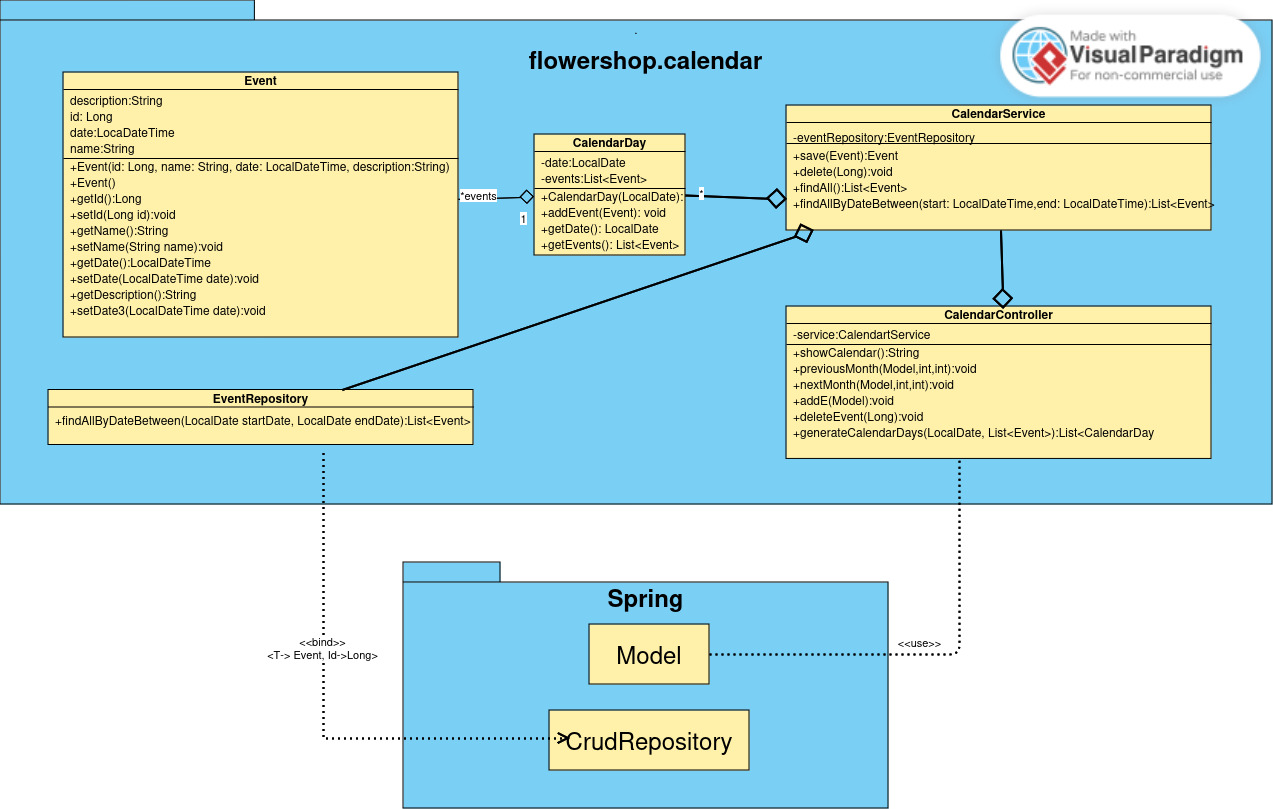 .
flowershop.calendar
Made with
Visual Paradigm
For non-commercial use
Event
description:String
id: Long
date:LocaDateTime
name:String
+Event(id: Long, name: String, date: LocalDateTime, description:String)
+Event()
+getId():Long
+setId(Long id):void
+getName():String
+setName(String name):void
+getDate():LocalDateTime
+setDate(LocalDateTime date):void
+getDescription():String
+setDate3(LocalDateTime date):void
*events
1
CalendarDay
-date:LocalDate
-events:List<Event>
+CalendarDay(LocalDate):
+addEvent(Event): void
+getDate(): LocalDate
+getEvents(): List<Event>
*
CalendarService
-eventRepository:EventRepository
+save(Event):Event
+delete(Long):void
+findAll():List<Event>
+findAllByDateBetween(start: LocalDateTime,end: LocalDateTime):List<Event>
CalendarController
-service:CalendartService
+showCalendar():String
+previousMonth(Model,int,int):void
+nextMonth(Model,int,int):void
+addE(Model):void
+deleteEvent(Long):void
+generateCalendarDays(LocalDate, List<Event>):List<CalendarDay
EventRepository
+findAllByDateBetween(LocalDate startDate, LocalDate endDate):List<Event>
Spring
Model
<<use>>
<<bind>>
<T-> Event, Id->Long>
CrudRepository